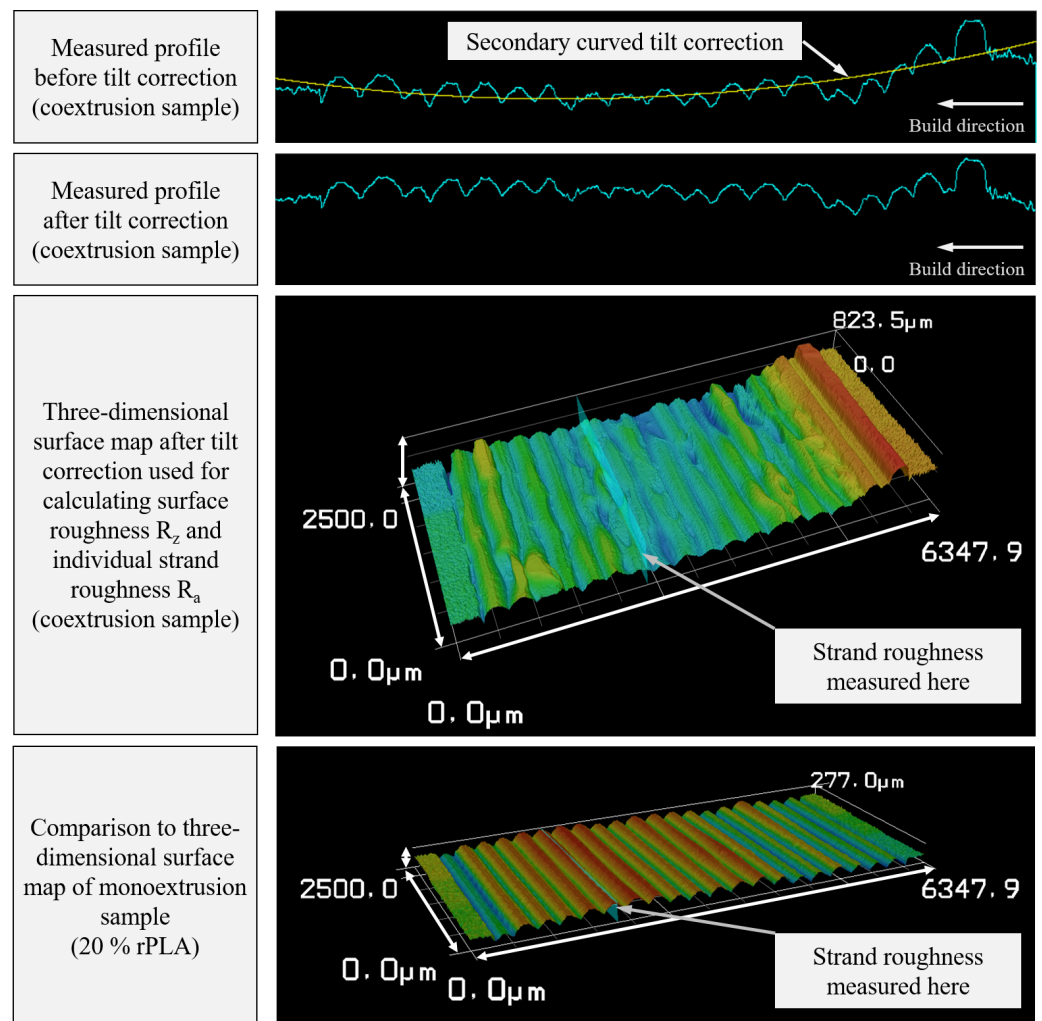 Measured profile
before tilt correction
(coextrusion sample)
Secondary curved tilt correction
Build direction
Measured profile
after tilt correction
(coextrusion sample)
Build direction
Three-dimensional
surface map after tilt
correction used for
calculating surface
roughness Rz and
individual strand
roughness Ra
(coextrusion sample)
823.5μm
0,0
2500,0
6347,9
0,0μm
0,0μm
Strand roughness
measured here
Comparison to three-
dimensional surface
map of monoextrusion
sample
(20 % rPLA)
277,0μm
2500,0
6347,9
0,0μm
0,0μm
Strand roughness
measured here